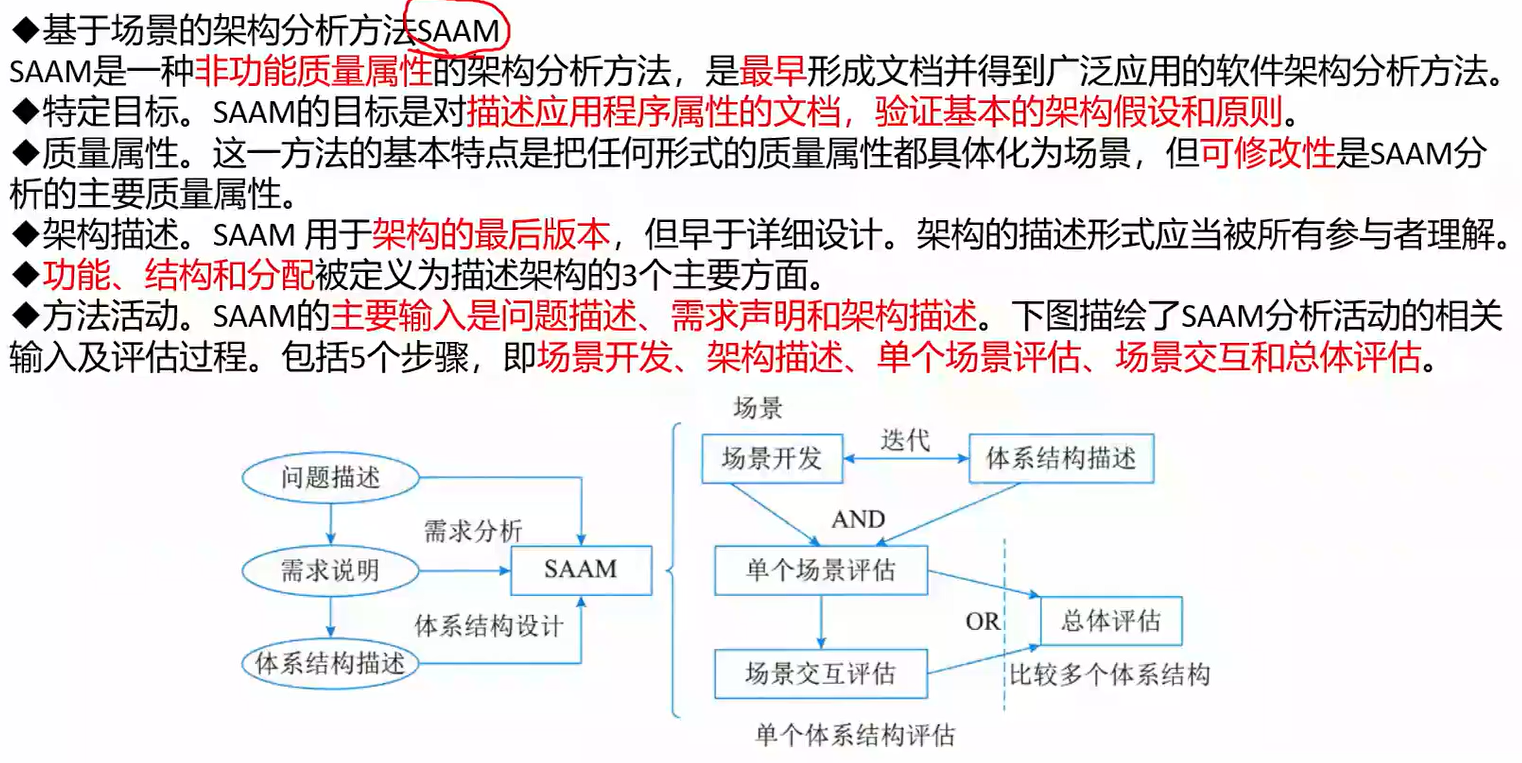 ◆基于场景的架构分析方法SAAM
SAAM是一种非功能质量属性的架构分析方法，是最早形成文档并得到广泛应用的软件架构分析方法。
◆特定目标。SAAM的目标是对描述应用程序属性的文档，验证基本的架构假设和原则。
◆质量属性。这一方法的基本特点是把任何形式的质量属性都具体化为场景，但可修改性是SAAM分
析的主要质量属性。
◆架构描述。SAAM 用于架构的最后版本，但早于详细设计。架构的描述形式应当被所有参与者理解。
◆功能、结构和分配被定义为描述架构的3个主要方面。
◆方法活动。SAAM的主要输入是问题描述、需求声明和架构描述。下图描绘了SAAM分析活动的相关
输入及评估过程。包括5个步骤，即场景开发、架构描述、单个场景评估、场景交互和总体评估。
问题描述
需求分析
需求说明
SAAM
体系结构设计
体系结构描述
场景
场景开发
迭代
体系结构描述
AND
单个场景评估
OR
总体评估
场景交互评估
比较多个体系结构
单个体系结构评估